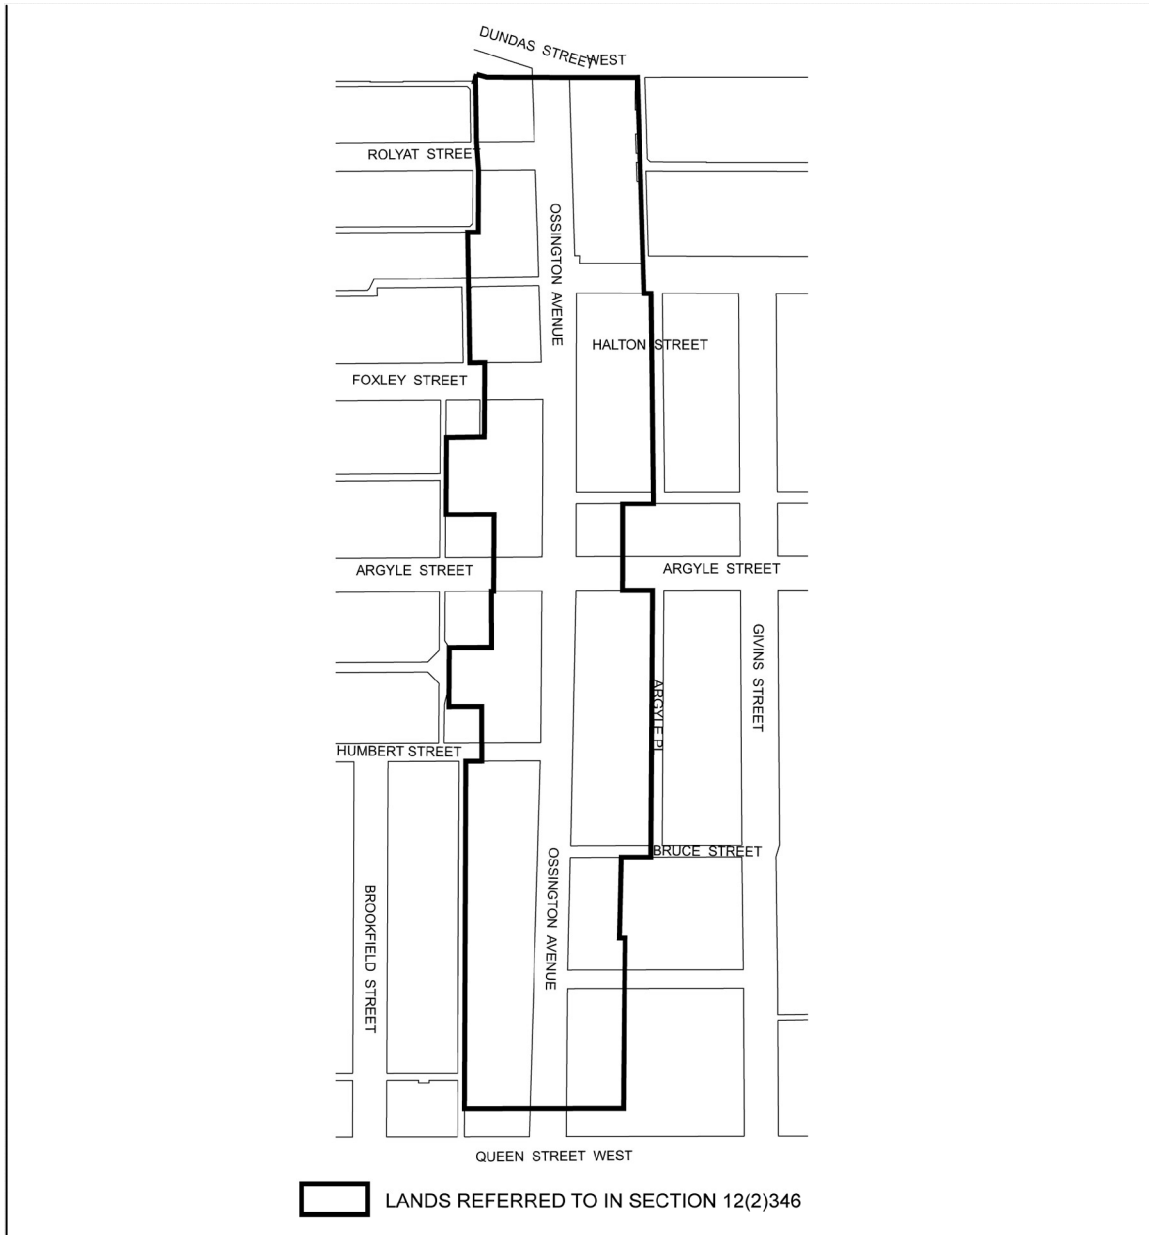 DUNDAS STREET WEST
ROLYAT STREET
OSSINGTON AVENUE
HALTON STREET
FOXLEY STREET
ARGYLE STREET
ARGYLE STREET
GIVINS STREET
ARGYLE PL
HUMBERT STREET
BRUCE STREET
OSSINGTON AVENUE
BROOKFIELD STREET
QUEEN STREET WEST
LANDS REFERRED TO IN SECTION 12(2)346